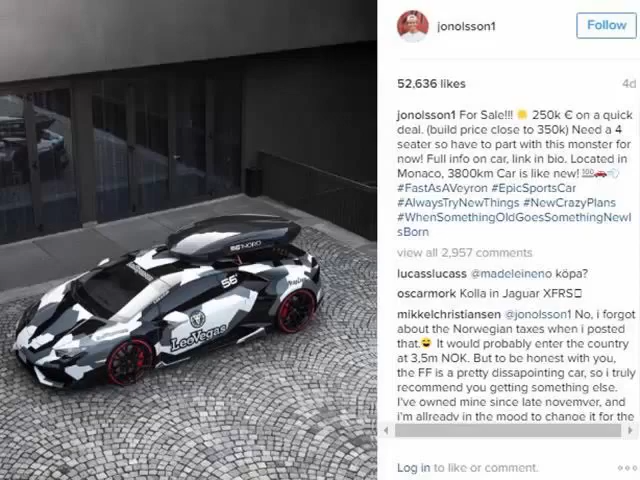 jonolsson1
Follow
52,636 likes
4d
jonolsson1 For Sale!!! 250k € on a quick
deal. (build price close to 350k) Need a 4
seater so have to part with this monster for
now! Full info on car, link in bio. Located in
Monaco, 3800km Car is like new! 💯🚗💨
#FastAsAVeyron #EpicSportsCar
#AlwaysTryNewThings #NewCrazyPlans
#WhenSomethingOldGoesSomethingNewI
sBorn
view all 2,957 comments
lucasslucass @madeleineno köpa?
oscarmork Kolla in Jaguar XFRS
mikkelchristiansen @jonolsson1 No, i forgot
about the Norwegian taxes when i posted
that.😄 It would probably enter the country
at 3,5m NOK. But to be honest with you,
the FF is a pretty dissapointing car, so i truly
recommend you getting something else.
I've owned mine since late novemver, and
i'm allready in the mood to change it for the
Log in to like or comment.
56°NORD
56°
LeoVegas